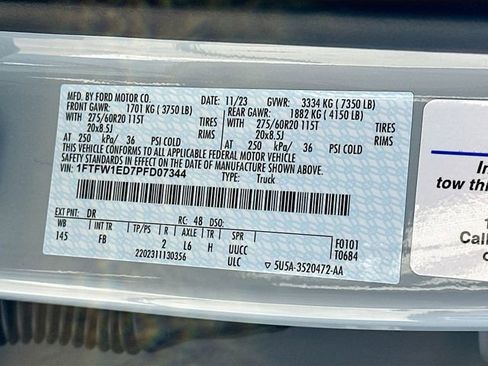 MFD. BY FORD MOTOR CO.
DATE: 11/23 GVWR: 3334 KG ( 7350 LB)
FRONT GAWR: 1701 KG ( 3750 LB) REAR GAWR: 1882 KG ( 4150 LB)
WITH 275/60R20 115T TIRES WITH 275/60R20 115T TIRES
20x8.5J RIMS 20x8.5J RIMS
AT 250 kPa/ 36 PSI COLD AT 250 kPa/ 36 PSI COLD
THIS VEHICLE CONFORMS TO ALL APPLICABLE FEDERAL MOTOR VEHICLE
SAFETY STANDARDS IN EFFECT ON THE DATE OF MANUFACTURE SHOWN ABOVE.
VIN: 1FTFW1ED7PFD07344
TYPE: Truck
EXT PNT: DR RC: 48 DSO:
WB TP/PS R AXLE TR SPR F0101
145 FB 2 L6 H UUCC T0684
2202311130356 ULC 5U5A-3520472-AA
In
tow thi
1
Call